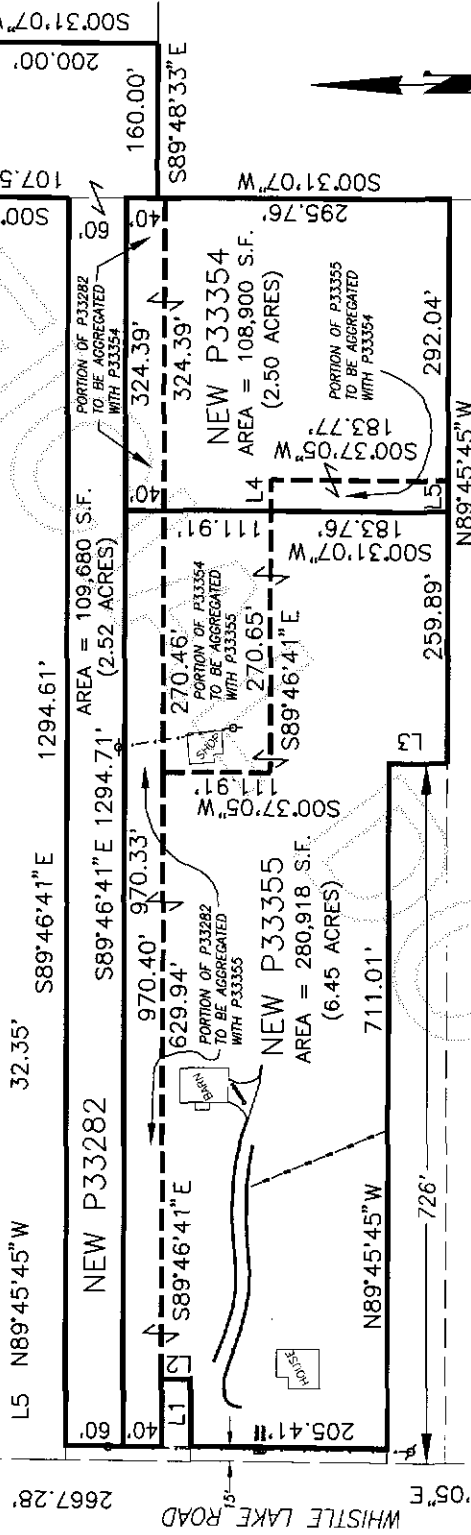 L5 N89°45'45"W 32.35'
2667.28'
S00°31'07"W
200.00'
160.00'
S89°48'33"E
107.5
S00°
S89°46'41"E 1294.61'
60'
60'
NEW P33282
AREA = 109,680 S.F.
(2.52 ACRES)
S89°46'41"E 1294.71'
PORTION OF P33282
TO BE AGGREGATED
WITH P33354
40'
40'
40'
970.40'
970.33'
324.39'
324.39'
S89°46'41"E
629.94'
270.46'
PORTION OF P33282
TO BE AGGREGATED
WITH P33355
PORTION OF P33354
TO BE AGGREGATED
WITH P33355
NEW P33354
AREA = 108,900 S.F.
(2.50 ACRES)
S00°31'07"W
295.76'
L1
L2
SHOP
BARN
HOUSE
111.91'
S00°37'05"W
111.91'
270.65'
S89°46'41"E
L4
PORTION OF P33355
TO BE AGGREGATED
WITH P33354
S00°37'05"W
183.77'
S00°31'07"W
183.76'
NEW P33355
AREA = 280,918 S.F.
(6.45 ACRES)
205.41'
15'
WHISTLE LAKE ROAD
N89°45'45"W
711.01'
L3
259.89'
L5
292.04'
N89°45'45"W
726'
'05"E